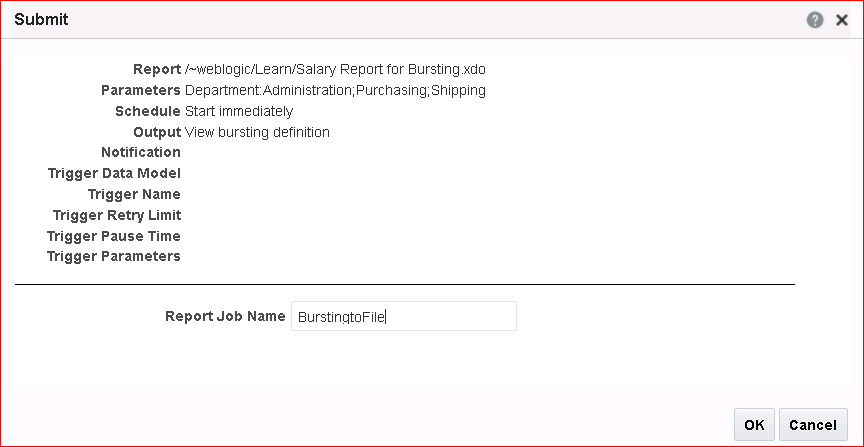 Submit
Report /~weblogic/Learn/Salary Report for Bursting.xdo
Parameters Department:Administration;Purchasing;Shipping
Schedule Start immediately
Output View bursting definition
Notification
Trigger Data Model
Trigger Name
Trigger Retry Limit
Trigger Pause Time
Trigger Parameters
Report Job Name BurstingtoFile
OK Cancel